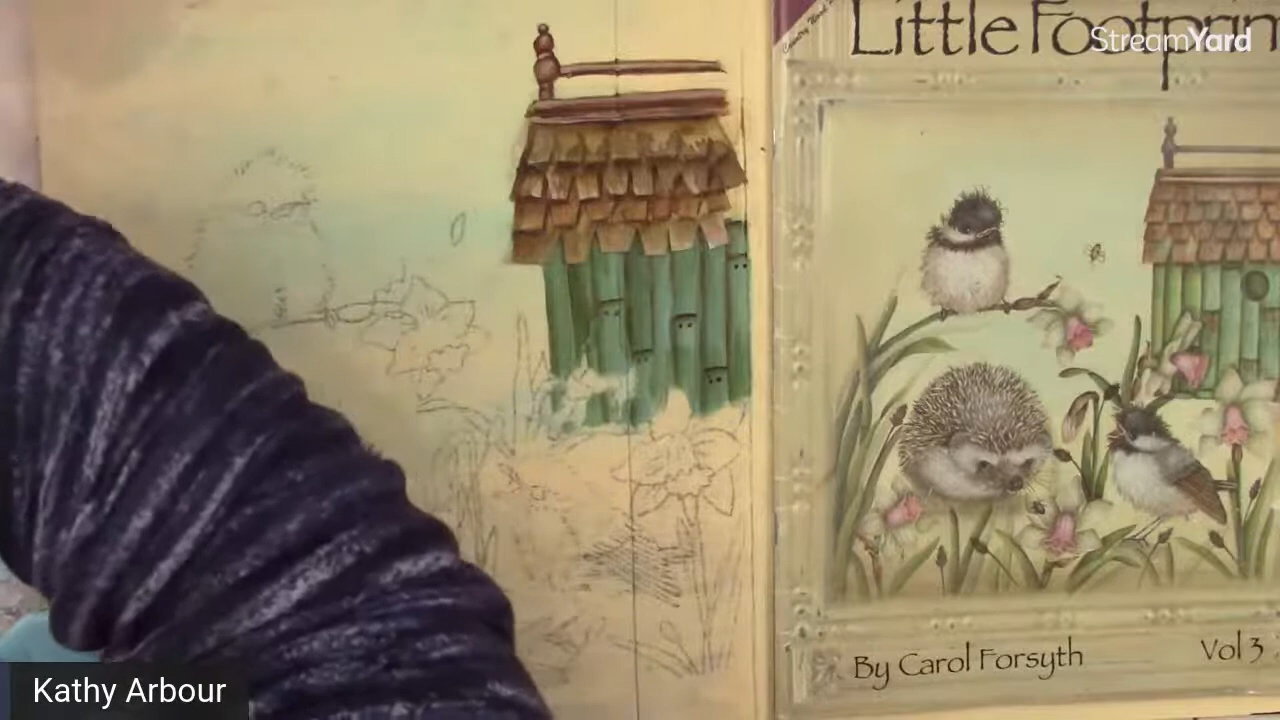 Little Footprin
StreamYard
By Carol Forsyth
Vol 3
Kathy Arbour